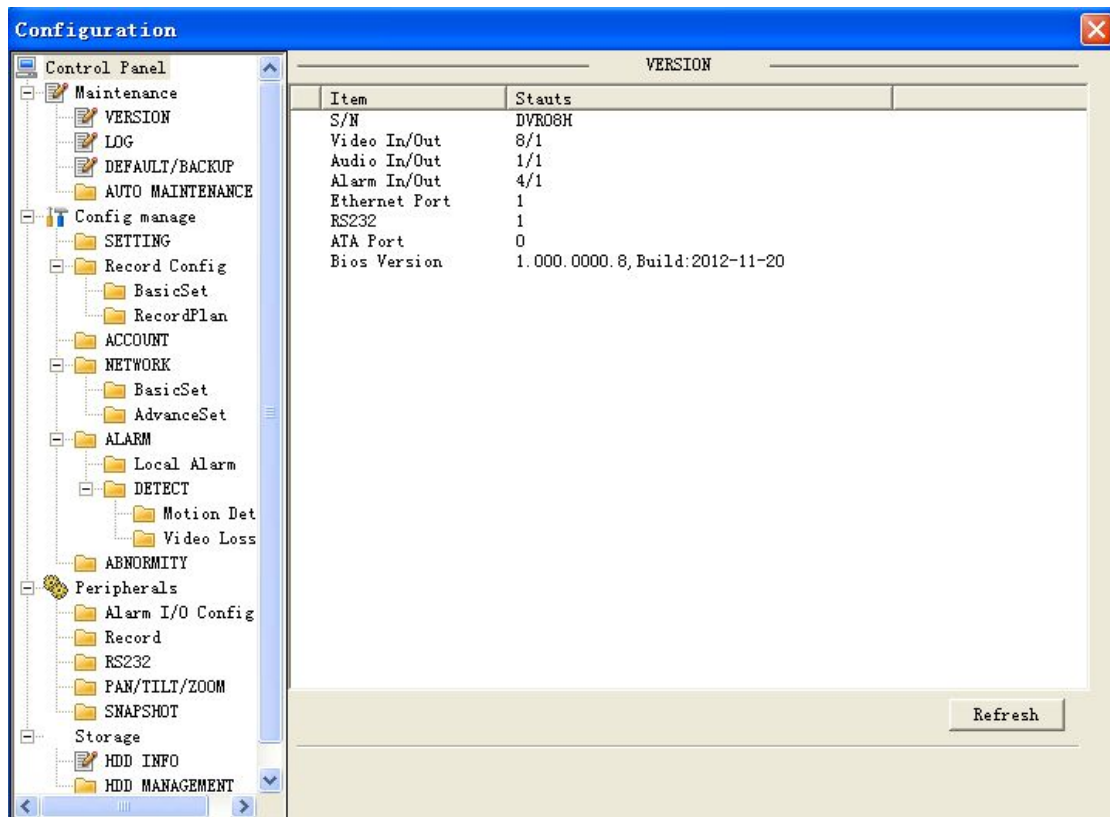 Configuration
Control Panel
Maintenance
VERSION
LOG
DEFAULT/BACKUP
AUTO MAINTENANCE
Config manage
SETTING
Record Config
BasicSet
RecordPlan
ACCOUNT
NETWORK
BasicSet
AdvanceSet
ALARM
Local Alarm
DETECT
Motion Det
Video Loss
ABNORMITY
Peripherals
Alarm I/O Config
Record
RS232
PAN/TILT/ZOOM
SNAPSHOT
Storage
HDD INFO
HDD MANAGEMENT
VERSION
Item Stauts
S/N DVR08H
Video In/Out 8/1
Audio In/Out 1/1
Alarm In/Out 4/1
Ethernet Port 1
RS232 1
ATA Port 0
Bios Version 1.000.0000.8,Build:2012-11-20
Refresh